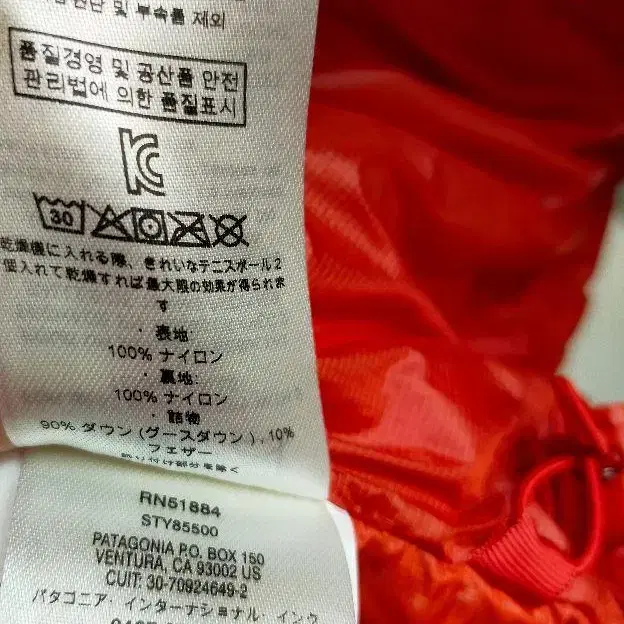 원단 및 부속품 제외
품질경영 및 공산품 안전
관리법에 의한 품질표시
KC
30
乾燥機に入れる際、きれいなテニスボール2
個入れて乾燥すれば最大限の効果が得られま
す
・表地
100% ナイロン
・裏地:
100% ナイロン
・詰物
90% ダウン (グースダウン) , 10%
フェザー
RN51884
STY85500
PATAGONIA P.O. BOX 150
VENTURA, CA 93002 US
CUIT: 30-70924649-2
パタゴニア・インターナショナル・インク